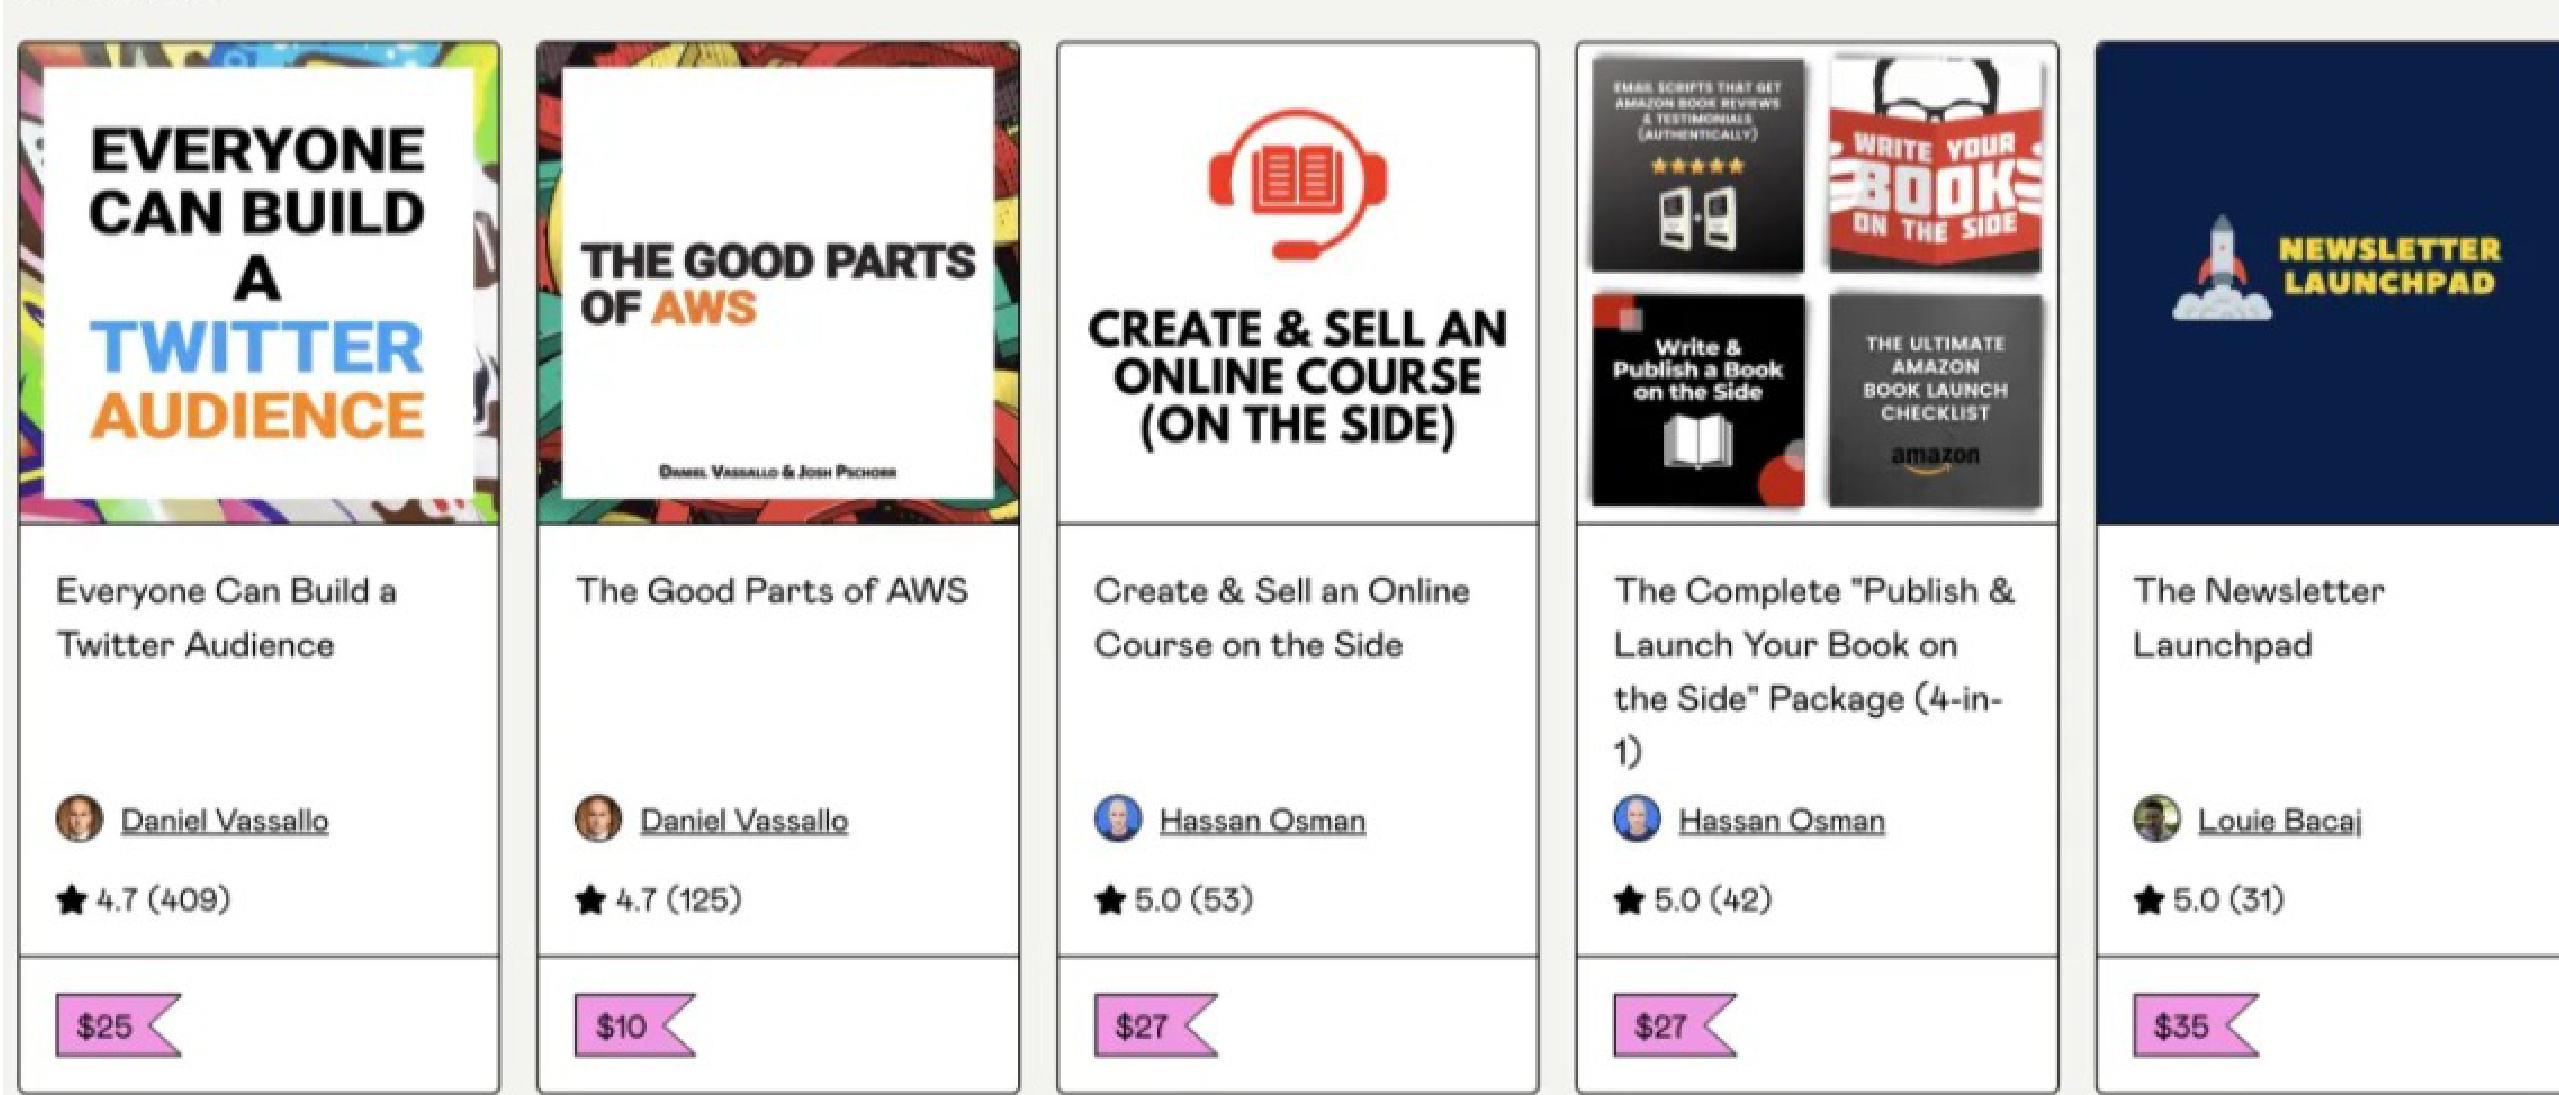 EVERYONE
CAN BUILD
A
TWITTER
AUDIENCE
Everyone Can Build a
Twitter Audience
Daniel Vassallo
4.7 (409)
$25
THE GOOD PARTS
OF AWS
DANIEL VASSALLO & JOSH PSCHORR
The Good Parts of AWS
Daniel Vassallo
4.7 (125)
$10
CREATE & SELL AN
ONLINE COURSE
(ON THE SIDE)
Create & Sell an Online
Course on the Side
Hassan Osman
5.0 (53)
$27
EMAIL SCRIPTS THAT GET
AMAZON BOOK REVIEWS
& TESTIMONIALS
(AUTHENTICALLY)
WRITE YOUR
BOOK
ON THE SIDE
Write &
Publish a Book
on the Side
THE ULTIMATE
AMAZON
BOOK LAUNCH
CHECKLIST
amazon
The Complete "Publish &
Launch Your Book on
the Side" Package (4-in-
1)
Hassan Osman
5.0 (42)
$27
NEWSLETTER
LAUNCHPAD
The Newsletter
Launchpad
Louie Bacaj
5.0 (31)
$35